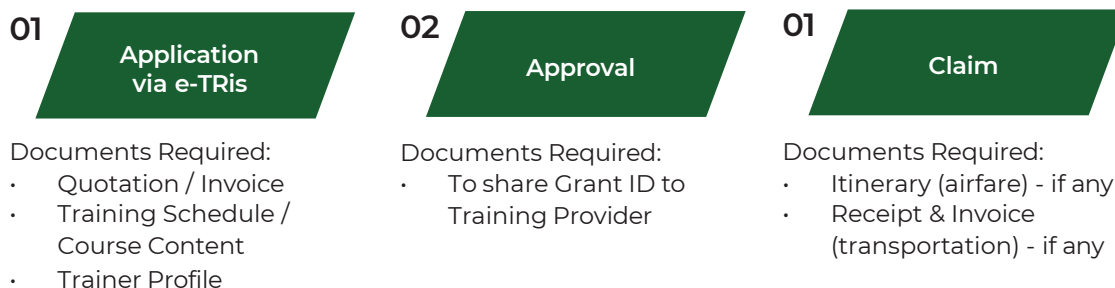 01
Application
via e-TRis
Documents Required:
• Quotation / Invoice
• Training Schedule /
Course Content
• Trainer Profile
02
Approval
Documents Required:
• To share Grant ID to
Training Provider
01
Claim
Documents Required:
• Itinerary (airfare) - if any
• Receipt & Invoice
(transportation) - if any